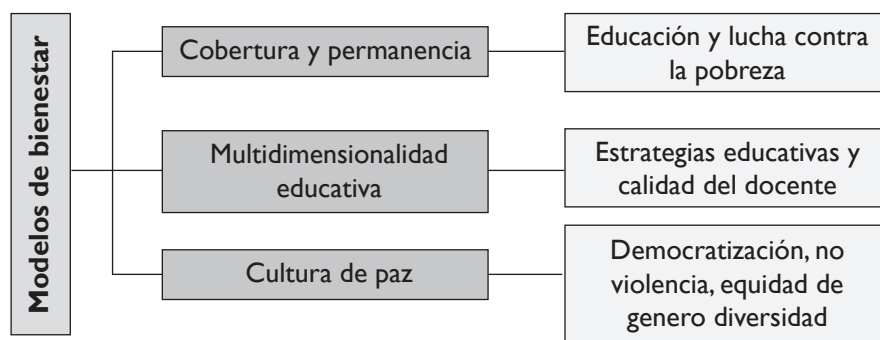 Modelos de bienestar
Cobertura y permanencia
Educación y lucha contra
la pobreza
Multidimensionalidad
educativa
Estrategias educativas y
calidad del docente
Cultura de paz
Democratización, no
violencia, equidad de
genero diversidad